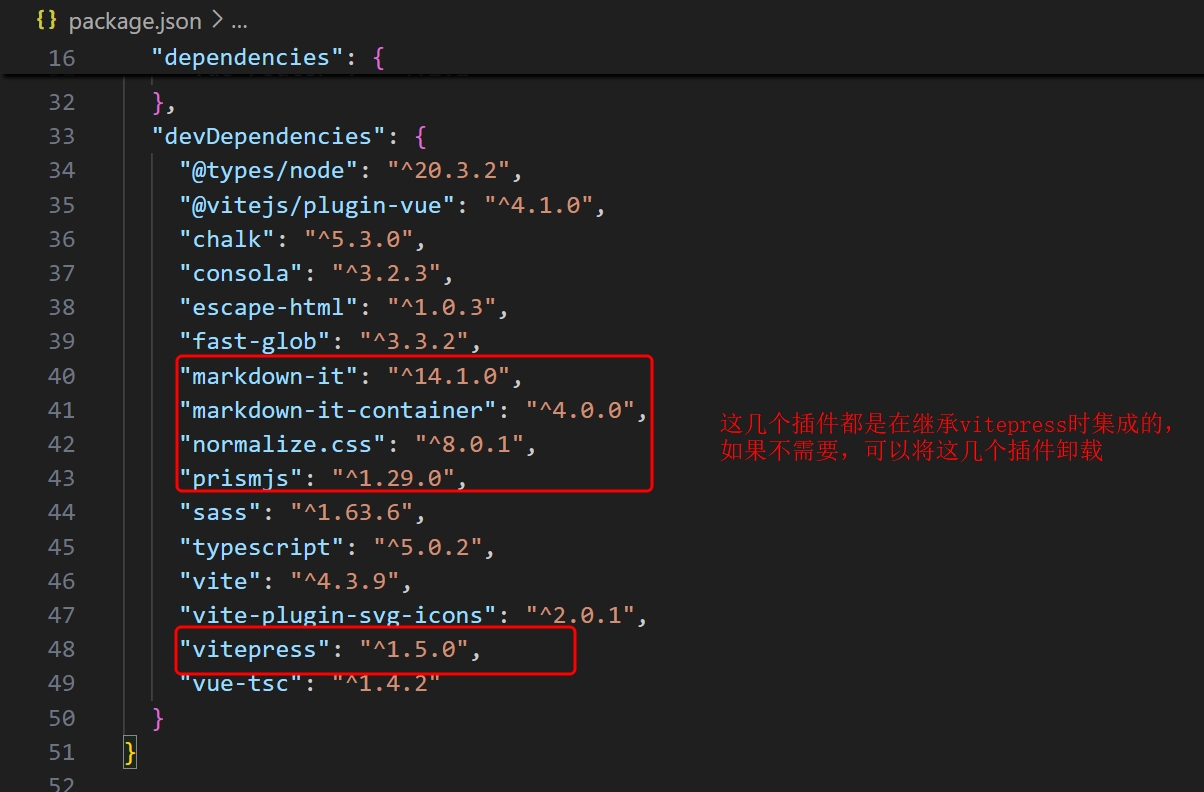 {} package.json > ...
16 "dependencies": {
32 },
33 "devDependencies": {
34 "@types/node": "^20.3.2",
35 "@vitejs/plugin-vue": "^4.1.0",
36 "chalk": "^5.3.0",
37 "consola": "^3.2.3",
38 "escape-html": "^1.0.3",
39 "fast-glob": "^3.3.2",
40 "markdown-it": "^14.1.0",
41 "markdown-it-container": "^4.0.0",
42 "normalize.css": "^8.0.1",
43 "prismjs": "^1.29.0",
这几个插件都是在继承vitepress时集成的,
如果不需要,可以将这几个插件卸载
44 "sass": "^1.63.6",
45 "typescript": "^5.0.2",
46 "vite": "^4.3.9",
47 "vite-plugin-svg-icons": "^2.0.1",
48 "vitepress": "^1.5.0",
49 "vue-tsc": "^1.4.2"
50 }
51 }
52